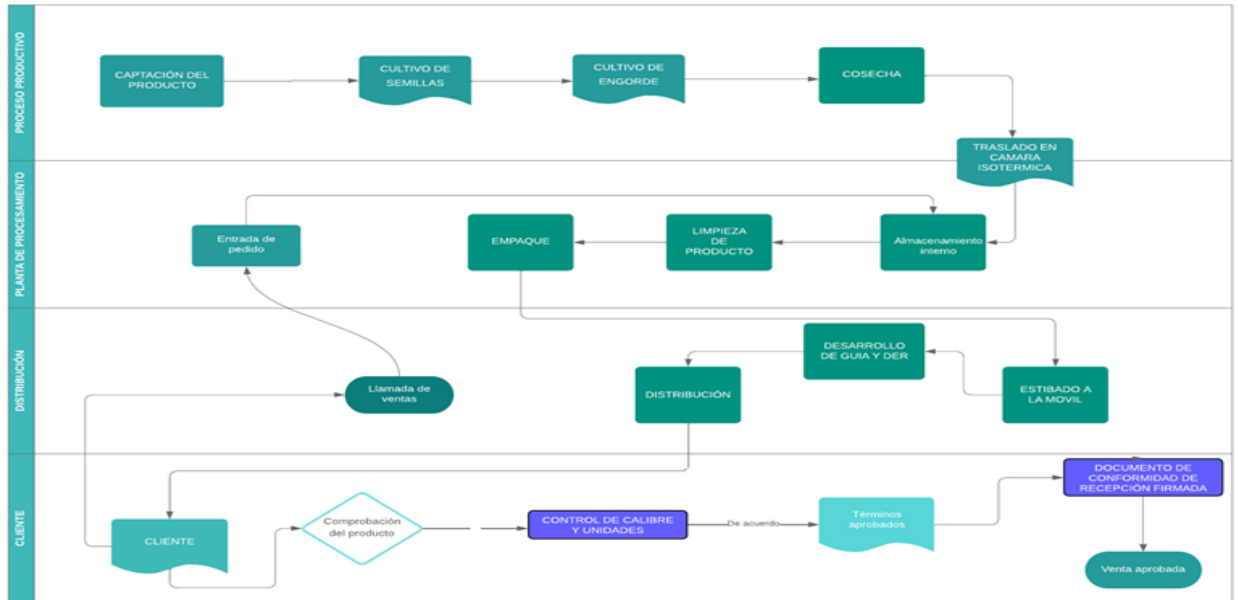 PROCESO PRODUCTIVO
CAPTACIÓN DEL
PRODUCTO
CULTIVO DE
SEMILLAS
CULTIVO DE
ENGORDE
COSECHA
TRASLADO EN
CAMARA
ISOTERMICA
PLANTA DE PROCESAMIENTO
Entrada de
pedido
EMPAQUE
LIMPIEZA
DE
PRODUCTO
Almacenamiento
interno
DISTRIBUCIÓN
Llamada de
ventas
DISTRIBUCIÓN
DESARROLLO
DE GUIA Y DER
ESTIBADO A
LA MOVIL
CLIENTE
CLIENTE
Comprobación
del producto
CONTROL DE CALIBRE
Y UNIDADES
De acuerdo
Términos
aprobados
DOCUMENTO DE
CONFORMIDAD DE
RECEPCIÓN FIRMADA
Venta aprobada